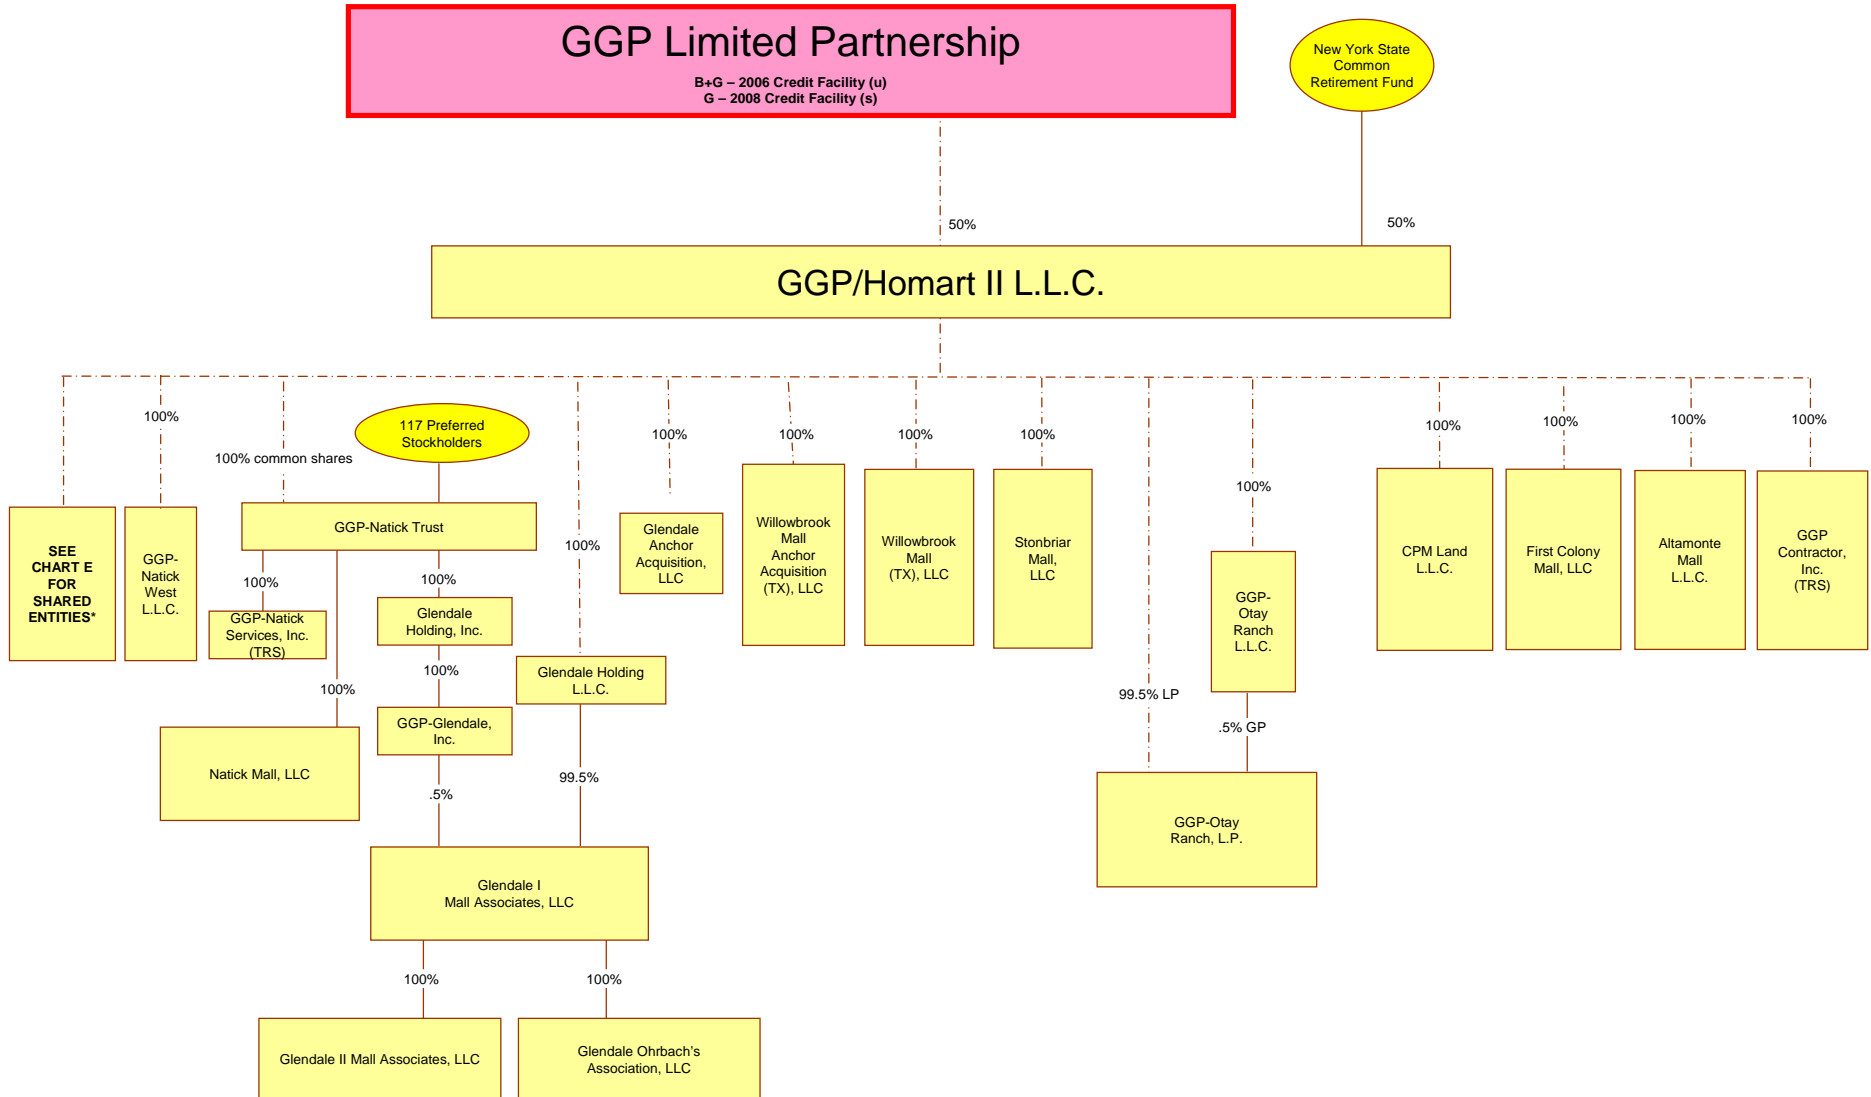 GGP Limited Partnership
B+G – 2006 Credit Facility (u)
G – 2008 Credit Facility (s)
New York State
Common
Retirement Fund
50%
50%
GGP/Homart II L.L.C.
100%
100% common shares
117 Preferred
Stockholders
100%
100%
100%
100%
100%
100%
100%
100%
100%
100%
100%
SEE
CHART E
FOR
SHARED
ENTITIES*
GGP-
Natick
West
L.L.C.
GGP-Natick Trust
Glendale
Anchor
Acquisition,
LLC
Willowbrook
Mall
Anchor
Acquisition
(TX), LLC
Willowbrook
Mall
(TX), LLC
Stonbriar
Mall,
LLC
GGP-
Otay
Ranch
L.L.C.
CPM Land
L.L.C.
First Colony
Mall, LLC
Altamonte
Mall
L.L.C.
GGP
Contractor,
Inc.
(TRS)
100%
100%
GGP-Natick
Services, Inc.
(TRS)
Glendale
Holding, Inc.
100%
100%
Glendale Holding
L.L.C.
99.5% LP
.5% GP
Natick Mall, LLC
GGP-Glendale,
Inc.
.5%
99.5%
GGP-Otay
Ranch, L.P.
Glendale I
Mall Associates, LLC
100%
100%
Glendale II Mall Associates, LLC
Glendale Ohrbach's
Association, LLC